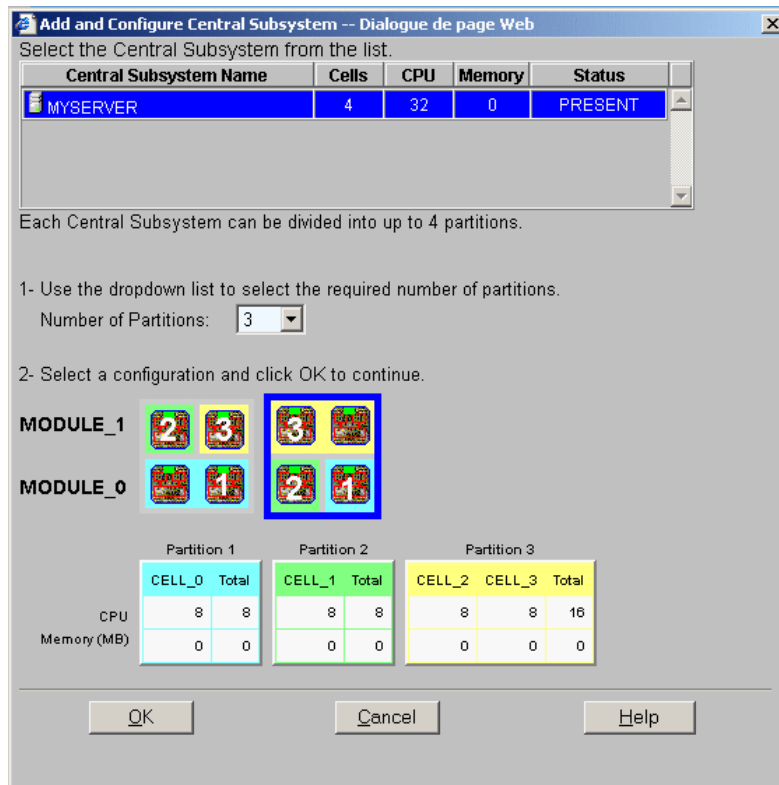 Add and Configure Central Subsystem -- Dialogue de page Web
Select the Central Subsystem from the list.
Central Subsystem Name Cells CPU Memory Status
MYSERVER 4 32 0 PRESENT
Each Central Subsystem can be divided into up to 4 partitions.
1- Use the dropdown list to select the required number of partitions.
Number of Partitions: 3
2- Select a configuration and click OK to continue.
MODULE_1 2 3 3
MODULE_0 1 2 1
Partition 1 Partition 2 Partition 3
CELL_0 Total CELL_1 Total CELL_2 CELL_3 Total
CPU 8 8 8 8 8 8 16
Memory (MB) 0 0 0 0 0 0 0
OK Cancel Help